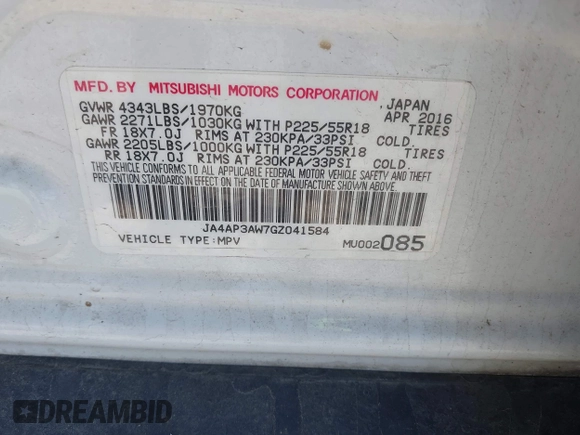 MFD. BY MITSUBISHI MOTORS CORPORATION, JAPAN
GVWR 4343LBS/1970KG APR 2016
GAWR 2271LBS/1030KG WITH P225/55R18 TIRES
FR 18X7.0J RIMS AT 230KPA/33PSI COLD.
GAWR 2205LBS/1000KG WITH P225/55R18 TIRES
RR 18X7.0J RIMS AT 230KPA/33PSI COLD.
THIS VEHICLE CONFORMS TO ALL APPLICABLE FEDERAL MOTOR VEHICLE SAFETY AND THEFT
PREVENTION STANDARDS IN EFFECT ON THE DATE OF MANUFACTURE SHOWN ABOVE.
JA4AP3AW7GZ041584
VEHICLE TYPE:MPV MU002085
DREAMBID